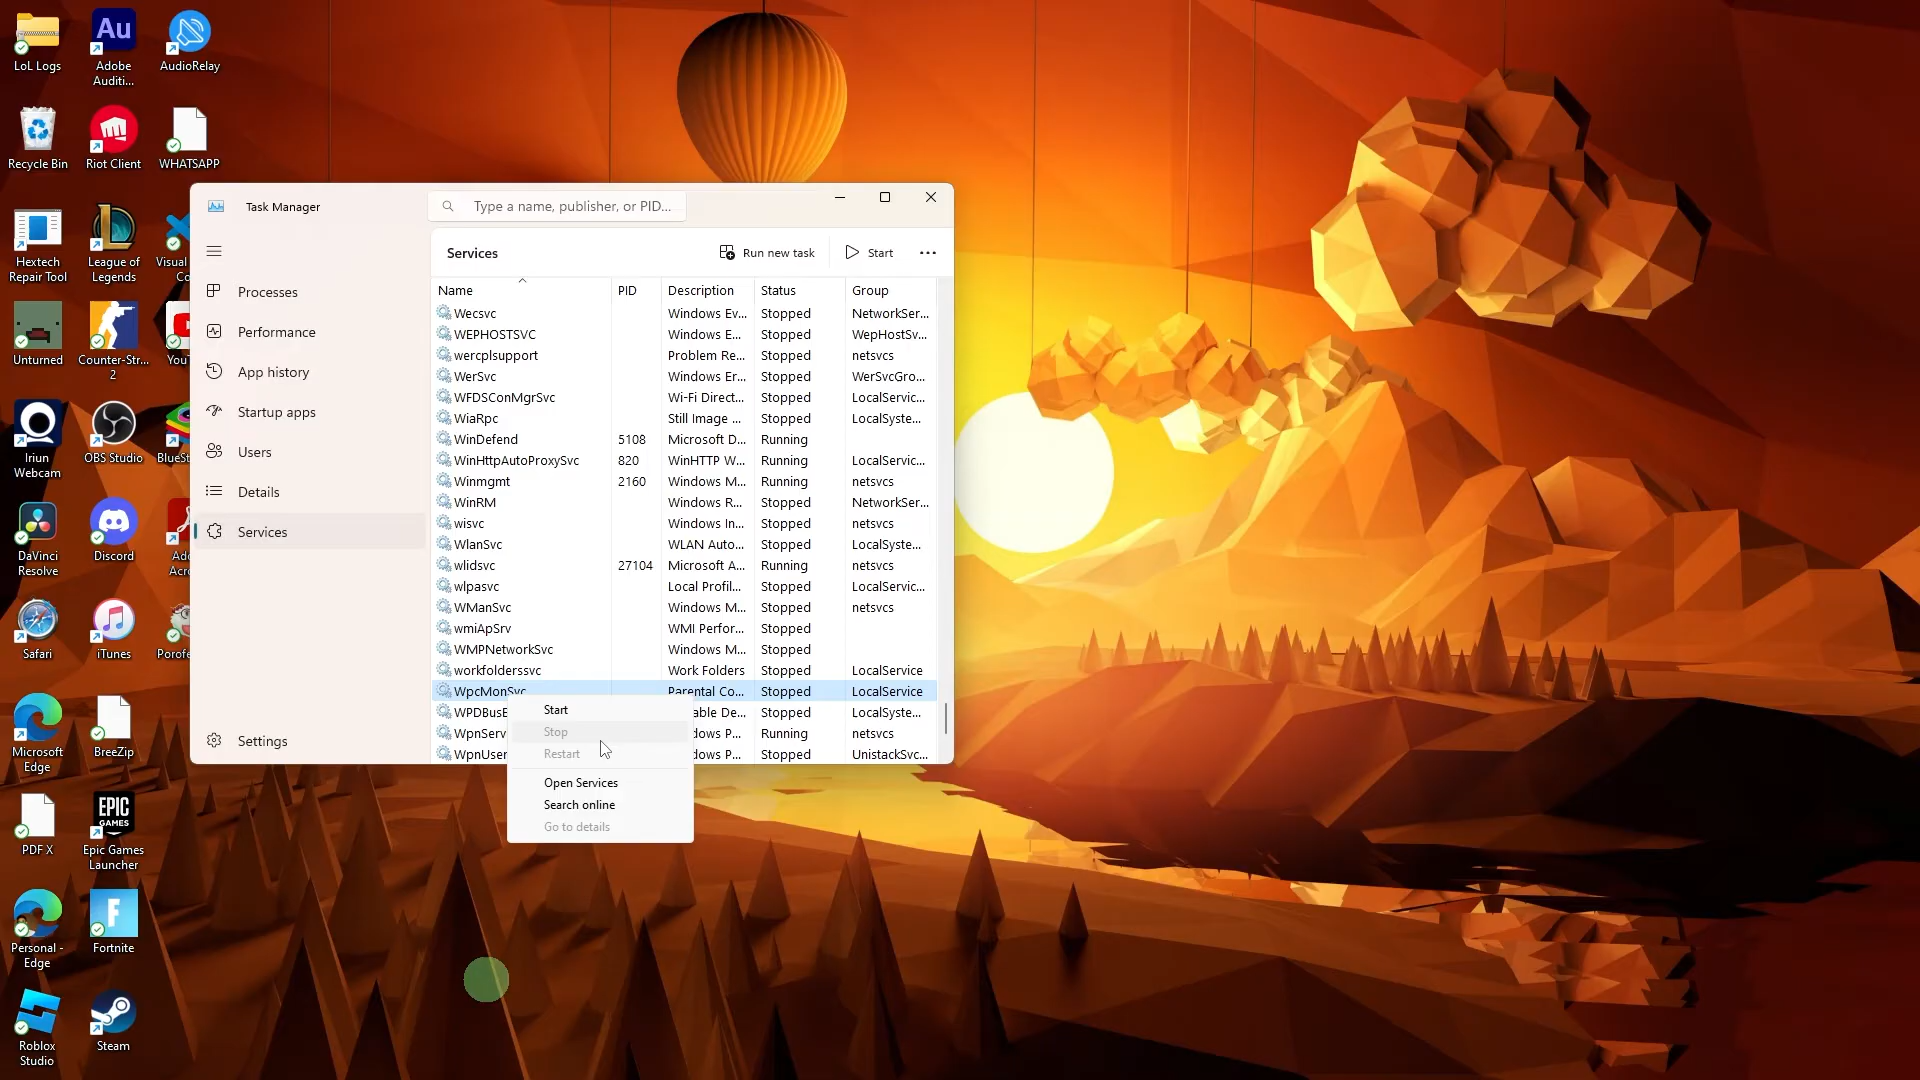 LoL Logs
Adobe
Auditi...
AudioRelay
Recycle Bin
Riot Client
WHATSAPP
Hextech
Repair Tool
League of
Legends
Visual
Co
Unturned
Counter-Str...
2
YouT
Iriun
Webcam
OBS Studio
BlueSt
DaVinci
Resolve
Discord
Ado
Acro
Safari
iTunes
Porofe
Microsoft
Edge
BreeZip
PDF X
Epic Games
Launcher
Personal -
Edge
Fortnite
Roblox
Studio
Steam
Au
EPIC
GAMES
Task Manager
Type a name, publisher, or PID...
Processes
Performance
App history
Startup apps
Users
Details
Services
Settings
Services
Run new task
Start
Name PID Description Status Group
Wecsvc Windows Ev... Stopped NetworkSer...
WEPHOSTSVC Windows E... Stopped WepHostSv...
wercplsupport Problem Re... Stopped netsvcs
WerSvc Windows Er... Stopped WerSvcGro...
WFDSConMgrSvc Wi-Fi Direct... Stopped LocalServic...
WiaRpc Still Image ... Stopped LocalSyste...
WinDefend 5108 Microsoft D... Running
WinHttpAutoProxySvc 820 WinHTTP W... Running LocalServic...
Winmgmt 2160 Windows M... Running netsvcs
WinRM Windows R... Stopped NetworkSer...
wisvc Windows In... Stopped netsvcs
WlanSvc WLAN Auto... Stopped LocalSyste...
wlidsvc 27104 Microsoft A... Running netsvcs
wlpasvc Local Profil... Stopped LocalServic...
WManSvc Windows M... Stopped netsvcs
wmiApSrv WMI Perfor... Stopped
WMPNetworkSvc Windows M... Stopped
workfolderssvc Work Folders Stopped LocalService
WpcMonSvc Parental Co... Stopped LocalService
WPDBusE able De... Stopped LocalSyste...
WpnServ dows P... Running netsvcs
WpnUser dows P... Stopped UnistackSvc...
Start
Stop
Restart
Open Services
Search online
Go to details